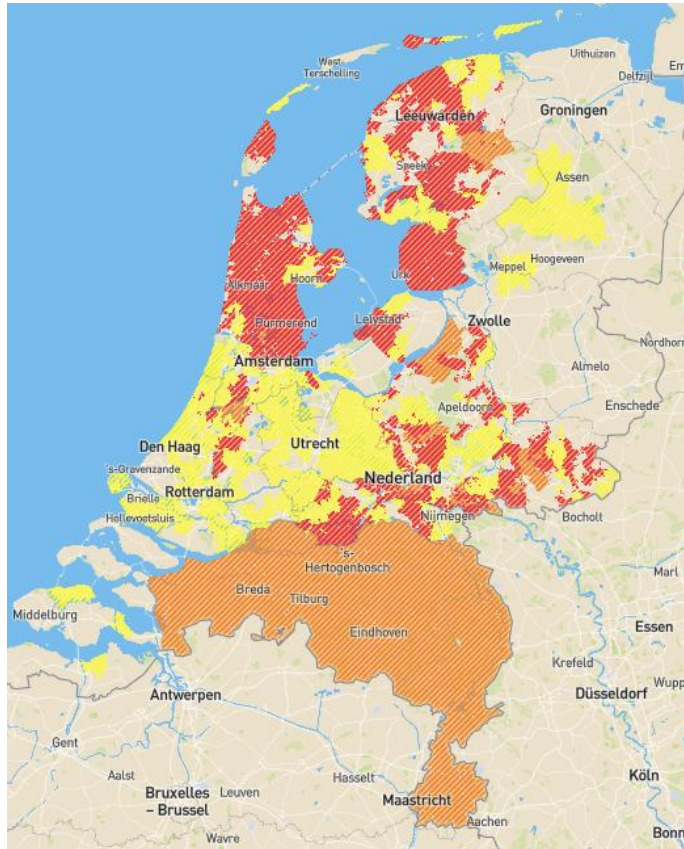 Uithuizen
West-
Terschelling
Delfzijl
Leeuwarden
Groningen
Sneek
Assen
Hoogeveen
Meppel
Urk
Hoorn
Alkmaar
Lelystad
Purmerend
Zwolle
Nordhorn
Amsterdam
Almelo
Enschede
Apeldoorn
Den Haag
Utrecht
's-Gravenzande
Nederland
Rotterdam
Brielle
Hellevoetsluis
Nijmegen
Bocholt
's-
Hertogenbosch
Marl
Breda
Tilburg
Middelburg
Eindhoven
Essen
Krefeld
Wupp
Antwerpen
Düsseldorf
Gent
Aalst
Hasselt
Köln
Bruxelles
– Brussel
Leuven
Maastricht
Aachen
Wavre
Bonn